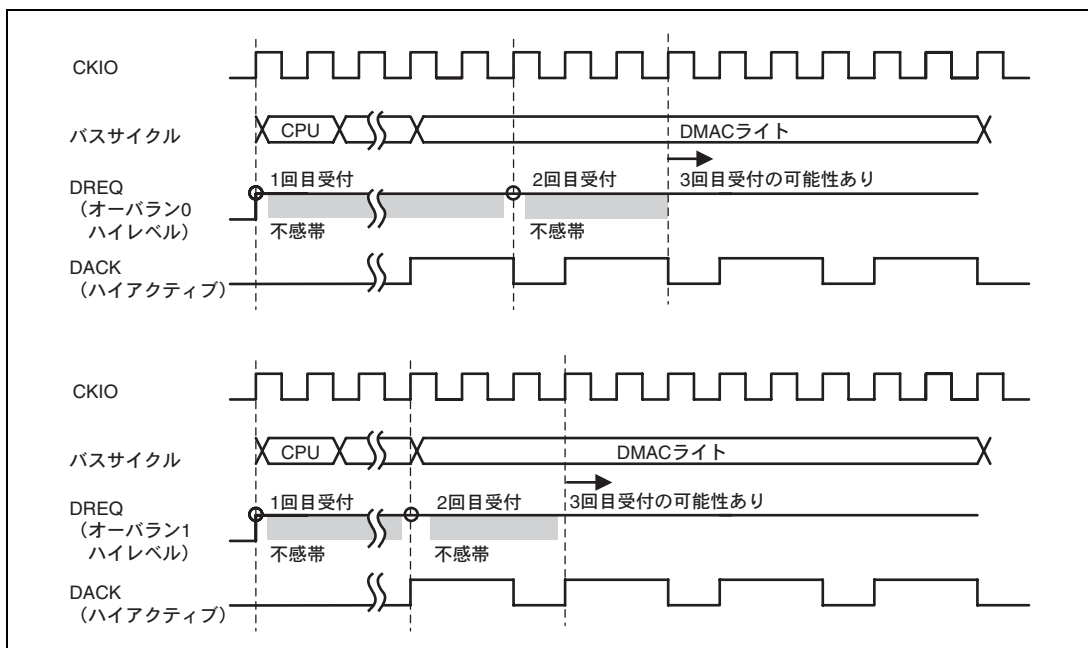 CKIO
バスサイクル
CPU
DMACライト
DREQ
（オーバラン0
ハイレベル）
1回目受付
2回目受付
3回目受付の可能性あり
不感帯
不感帯
DACK
（ハイアクティブ）
CKIO
バスサイクル
CPU
DMACライト
DREQ
（オーバラン1
ハイレベル）
1回目受付
2回目受付
3回目受付の可能性あり
不感帯
不感帯
DACK
（ハイアクティブ）